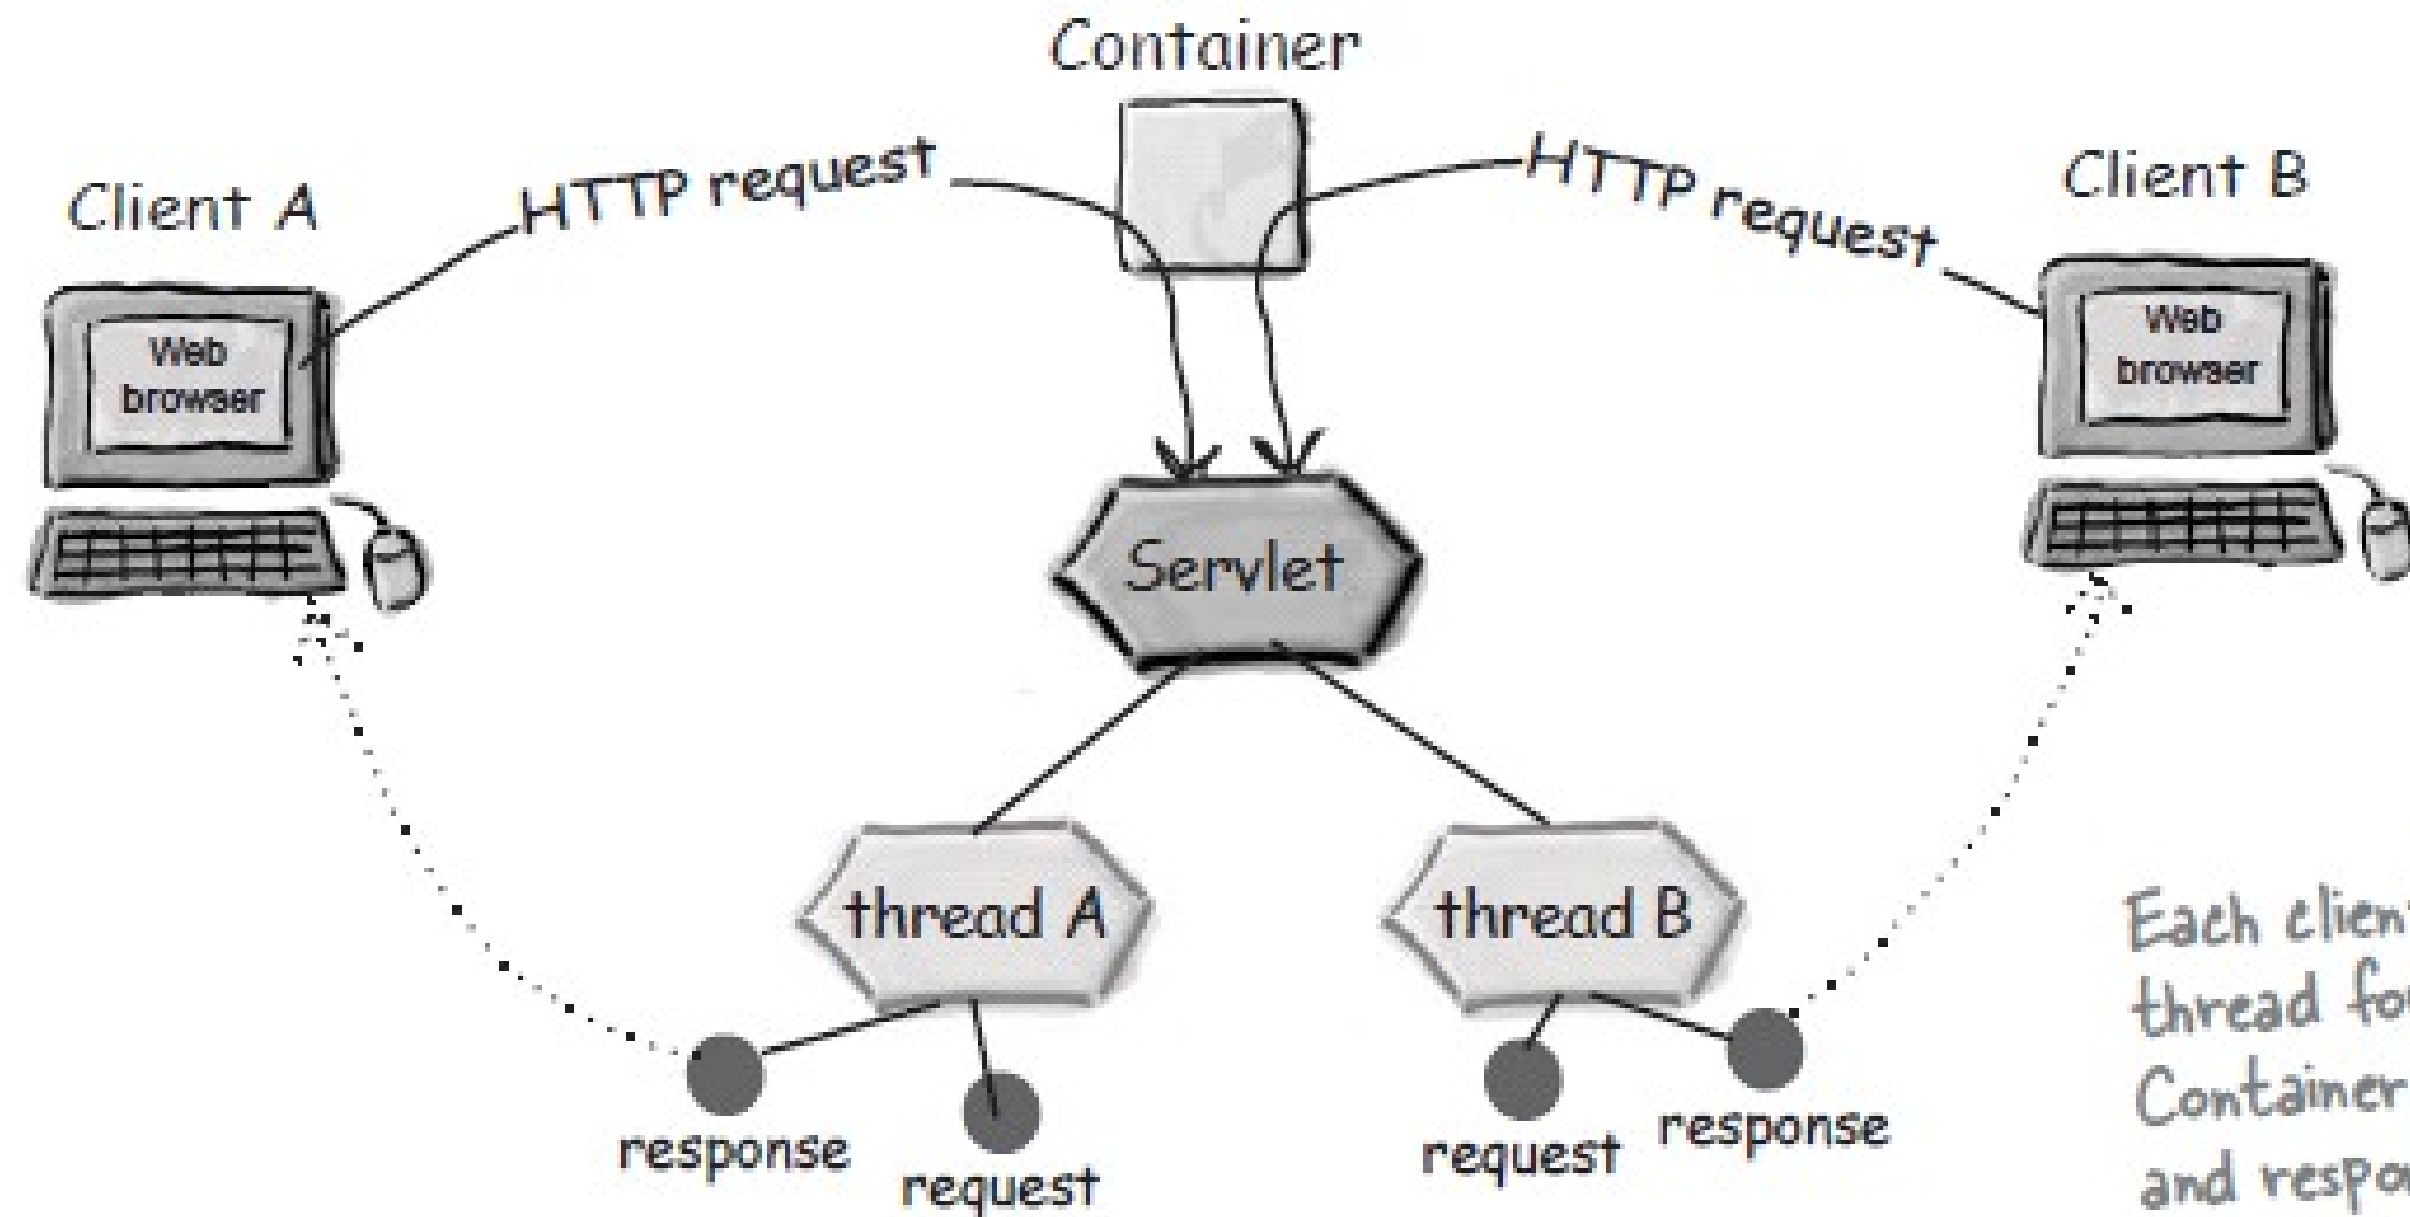 Container
HTTP request
HTTP request
Client A
Client B
Web
browser
Web
browser
Servlet
thread A
thread B
response
request
request
response
Each clien
thread fo
Container
and respo